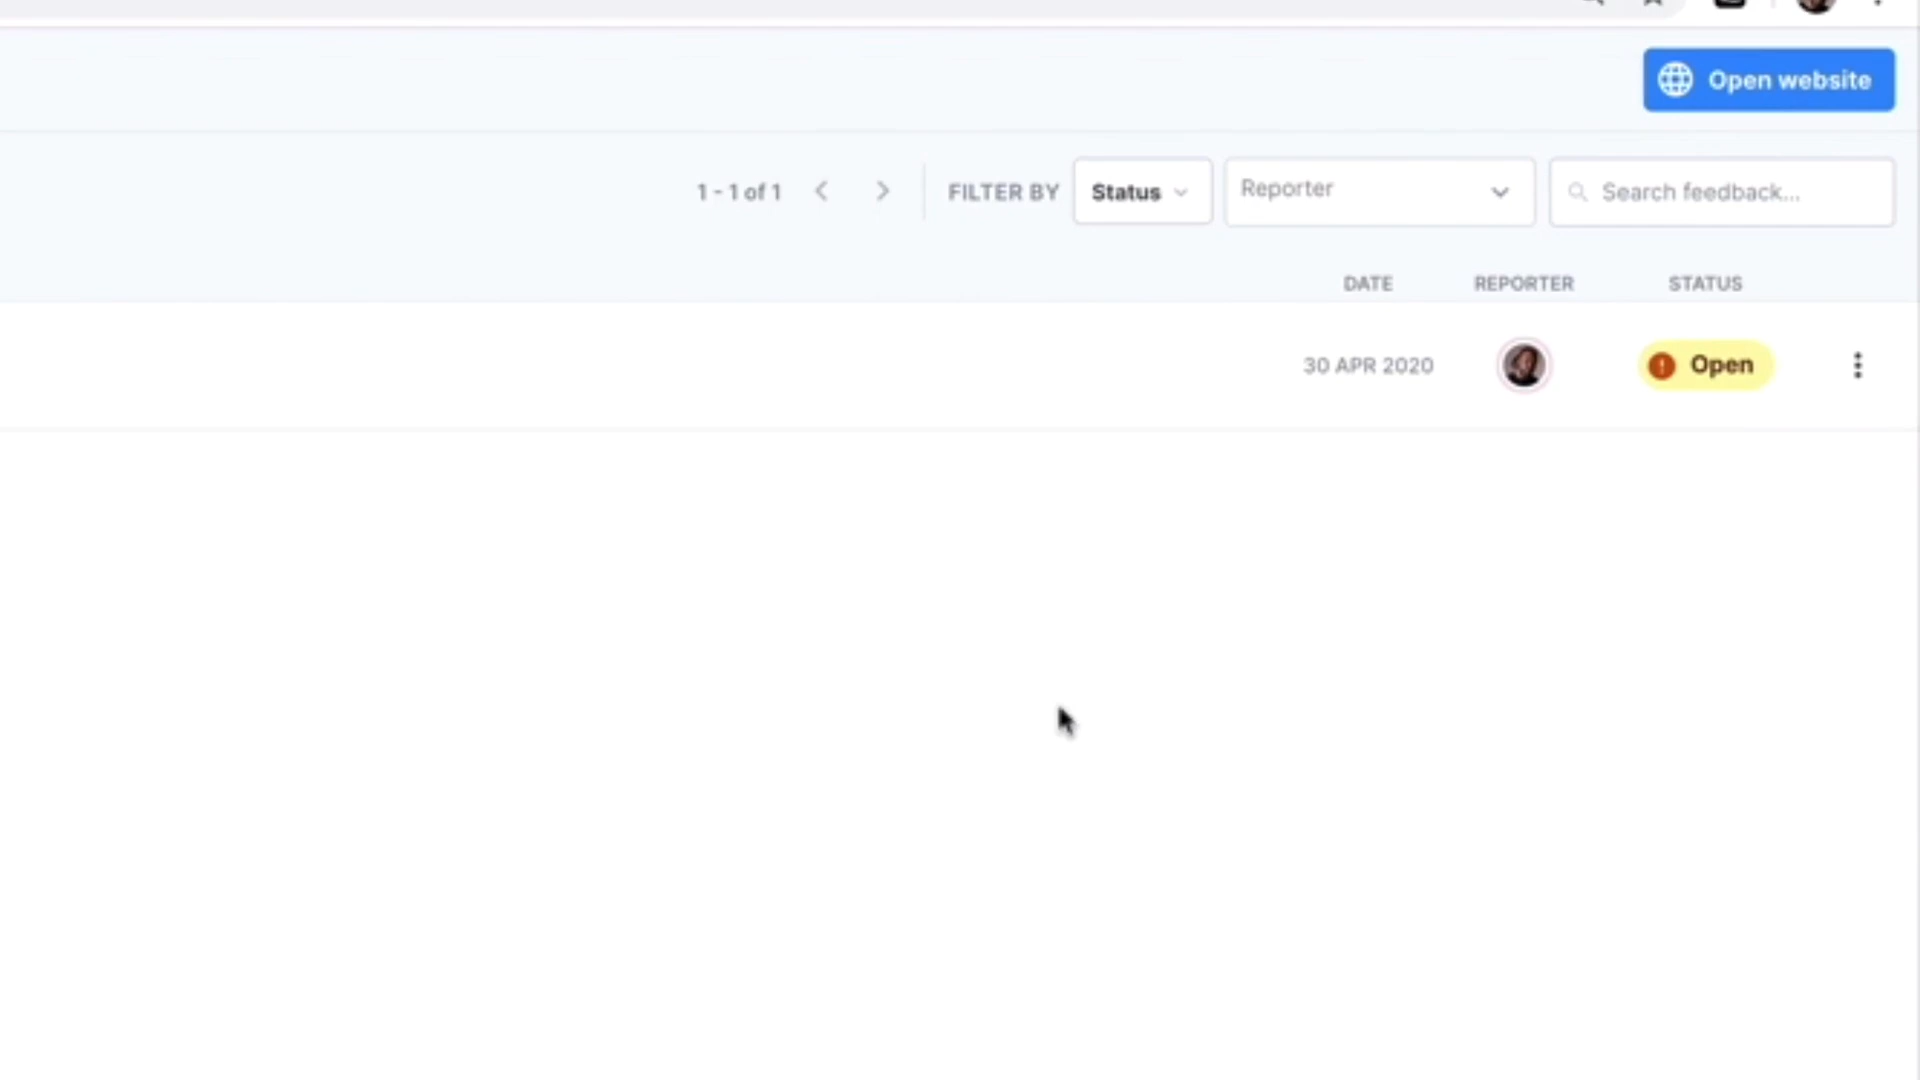 Open website
1 - 1 of 1
FILTER BY
Status
Reporter
Search feedback...
DATE
REPORTER
STATUS
30 APR 2020
Open